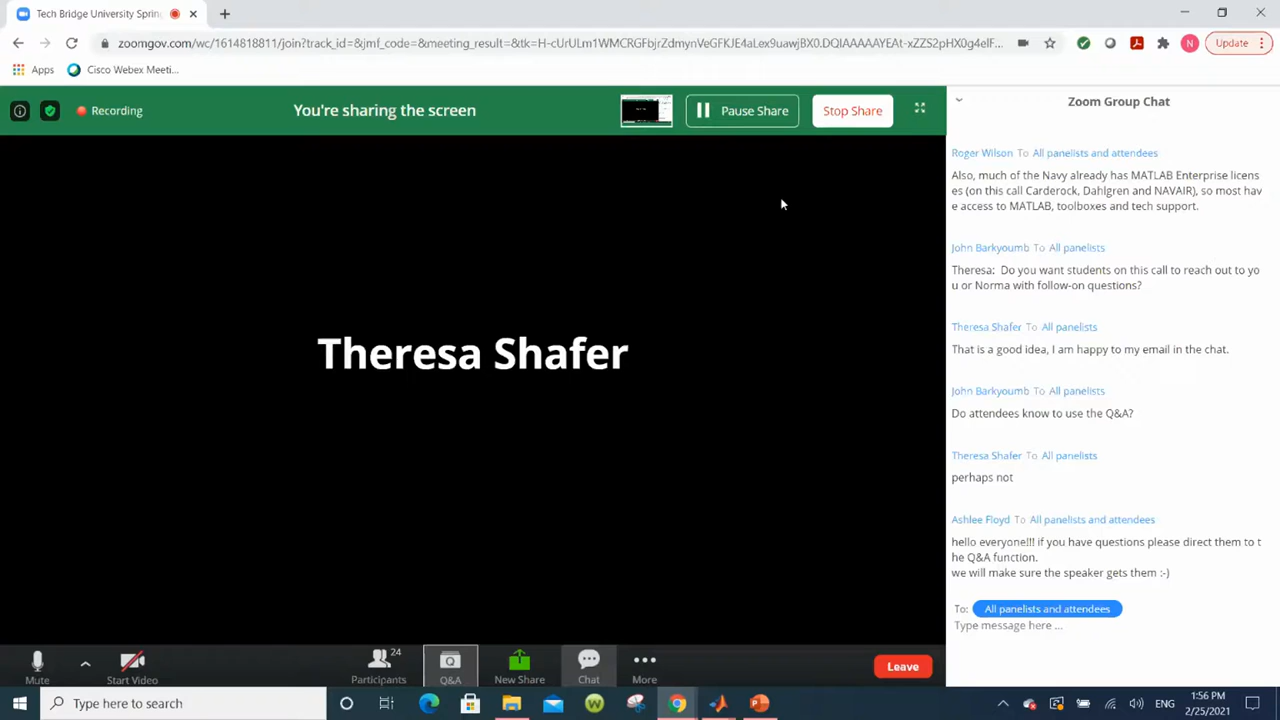 Tech Bridge University Sprin
zoomgov.com/wc/1614818811/join?track_id=&jmf_code=&meeting_result=&tk=
N
Update
Apps
Cisco Webex Meeti...
Recording
You're sharing the screen
Pause Share
Stop Share
Theresa Shafer
Zoom Group Chat
Roger Wilson To All panelists and attendees
Also, much of the Navy already has MATLAB Enterprise licens
es (on this call Carderock, Dahlgren and NAVAIR), so most hav
e access to MATLAB, toolboxes and tech support.
John Barkyoumb To All panelists
Theresa: Do you want students on this call to reach out to yo
u or Norma with follow-on questions?
Theresa Shafer To All panelists
That is a good idea, I am happy to my email in the chat.
John Barkyoumb To All panelists
Do attendees know to use the Q&A?
Theresa Shafer To All panelists
perhaps not
Ashlee Floyd To All panelists and attendees
hello everyone!!! if you have questions please direct them to t
he Q&A function.
we will make sure the speaker gets them :-)
To: All panelists and attendees
Type message here ...
Mute
Start Video
24
Participants
Q&A
New Share
Chat
More
Leave
Type here to search
ENG
1:56 PM
2/25/2021